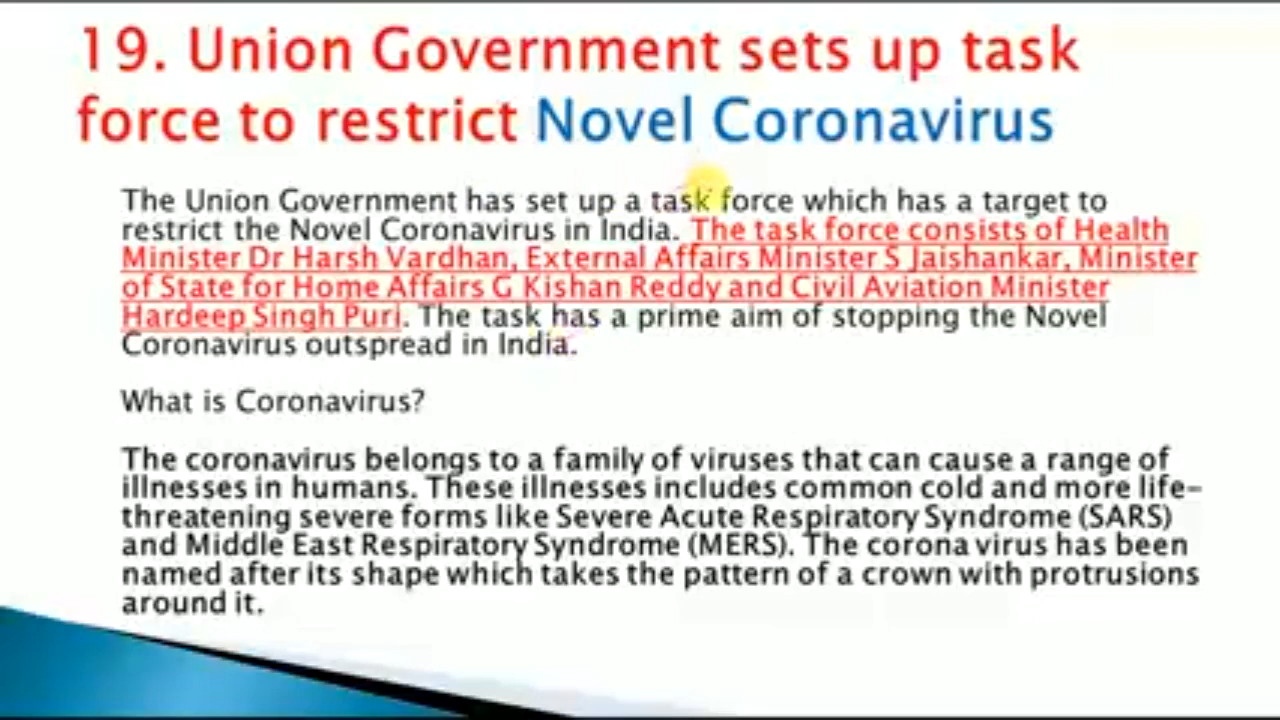 19. Union Government sets up task
force to restrict Novel Coronavirus
The Union Government has set up a task force which has a target to
restrict the Novel Coronavirus in India. The task force consists of Health
Minister Dr Harsh Vardhan, External Affairs Minister S Jaishankar, Minister
of State for Home Affairs G Kishan Reddy and Civil Aviation Minister
Hardeep Singh Puri. The task has a prime aim of stopping the Novel
Coronavirus outspread in India.
What is Coronavirus?
The coronavirus belongs to a family of viruses that can cause a range of
illnesses in humans. These illnesses includes common cold and more life-
threatening severe forms like Severe Acute Respiratory Syndrome (SARS)
and Middle East Respiratory Syndrome (MERS). The corona virus has been
named after its shape which takes the pattern of a crown with protrusions
around it.